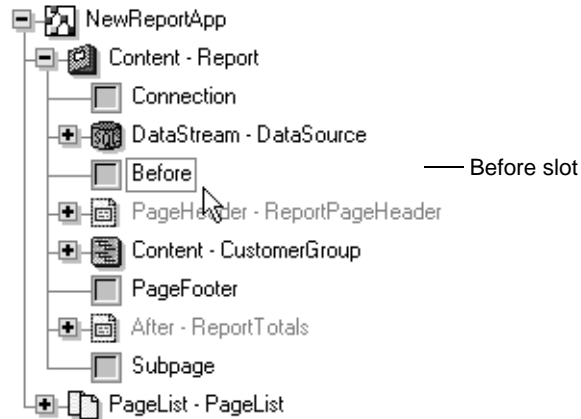 NewReportApp
Content - Report
Connection
SQL DataStream - DataSource
Before
Before slot
PageHeader - ReportPageHeader
Content - CustomerGroup
PageFooter
After - ReportTotals
Subpage
PageList - PageList